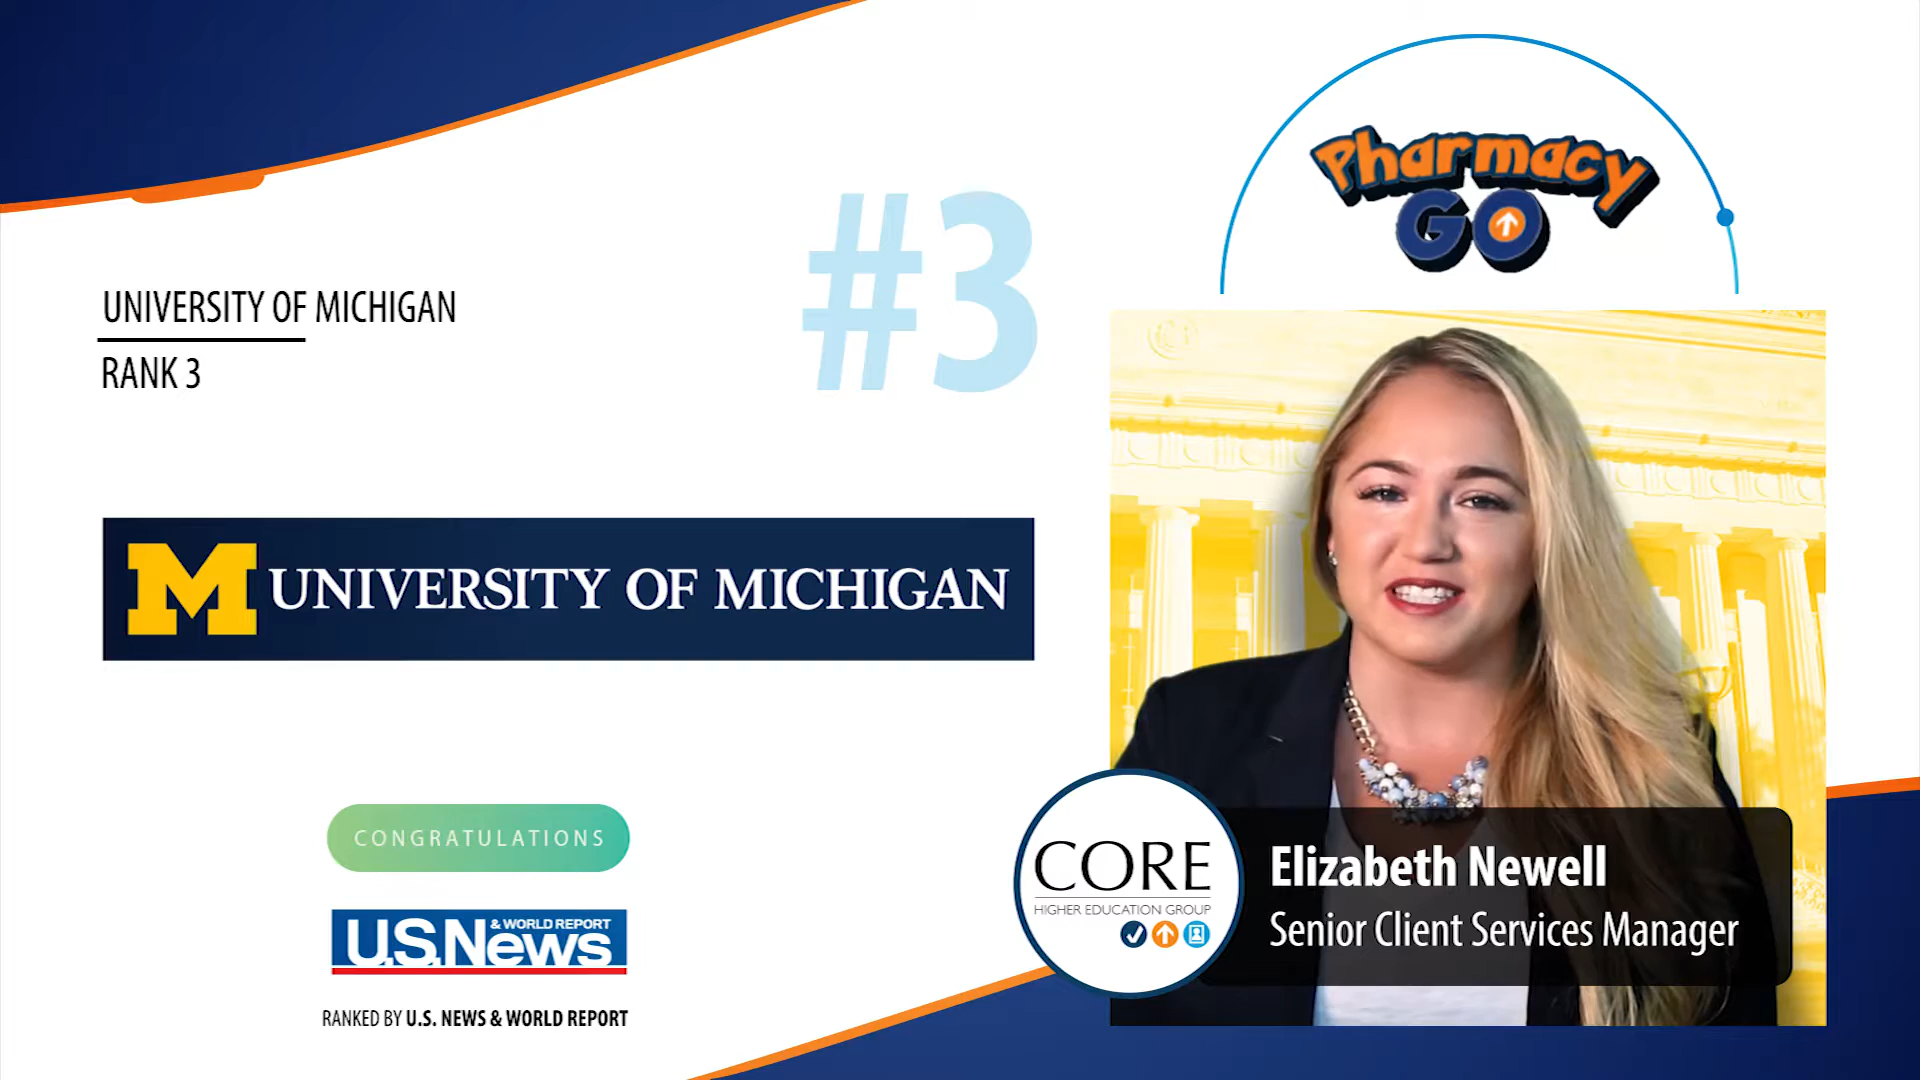 UNIVERSITY OF MICHIGAN
RANK 3
#3
Pharmacy
GO
M UNIVERSITY OF MICHIGAN
CONGRATULATIONS
U.S.News & WORLD REPORT
RANKED BY U.S. NEWS & WORLD REPORT
CORE
HIGHER EDUCATION GROUP
Elizabeth Newell
Senior Client Services Manager